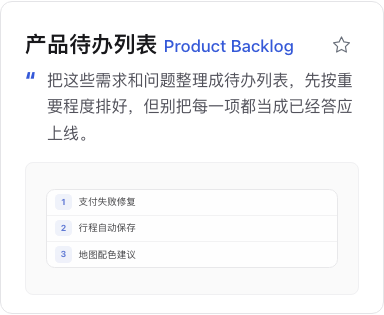 产品待办列表 Product Backlog
“ 把这些需求和问题整理成待办列表，先按重
要程度排好，但别把每一项都当成已经答应
上线。
1 支付失败修复
2 行程自动保存
3 地图配色建议